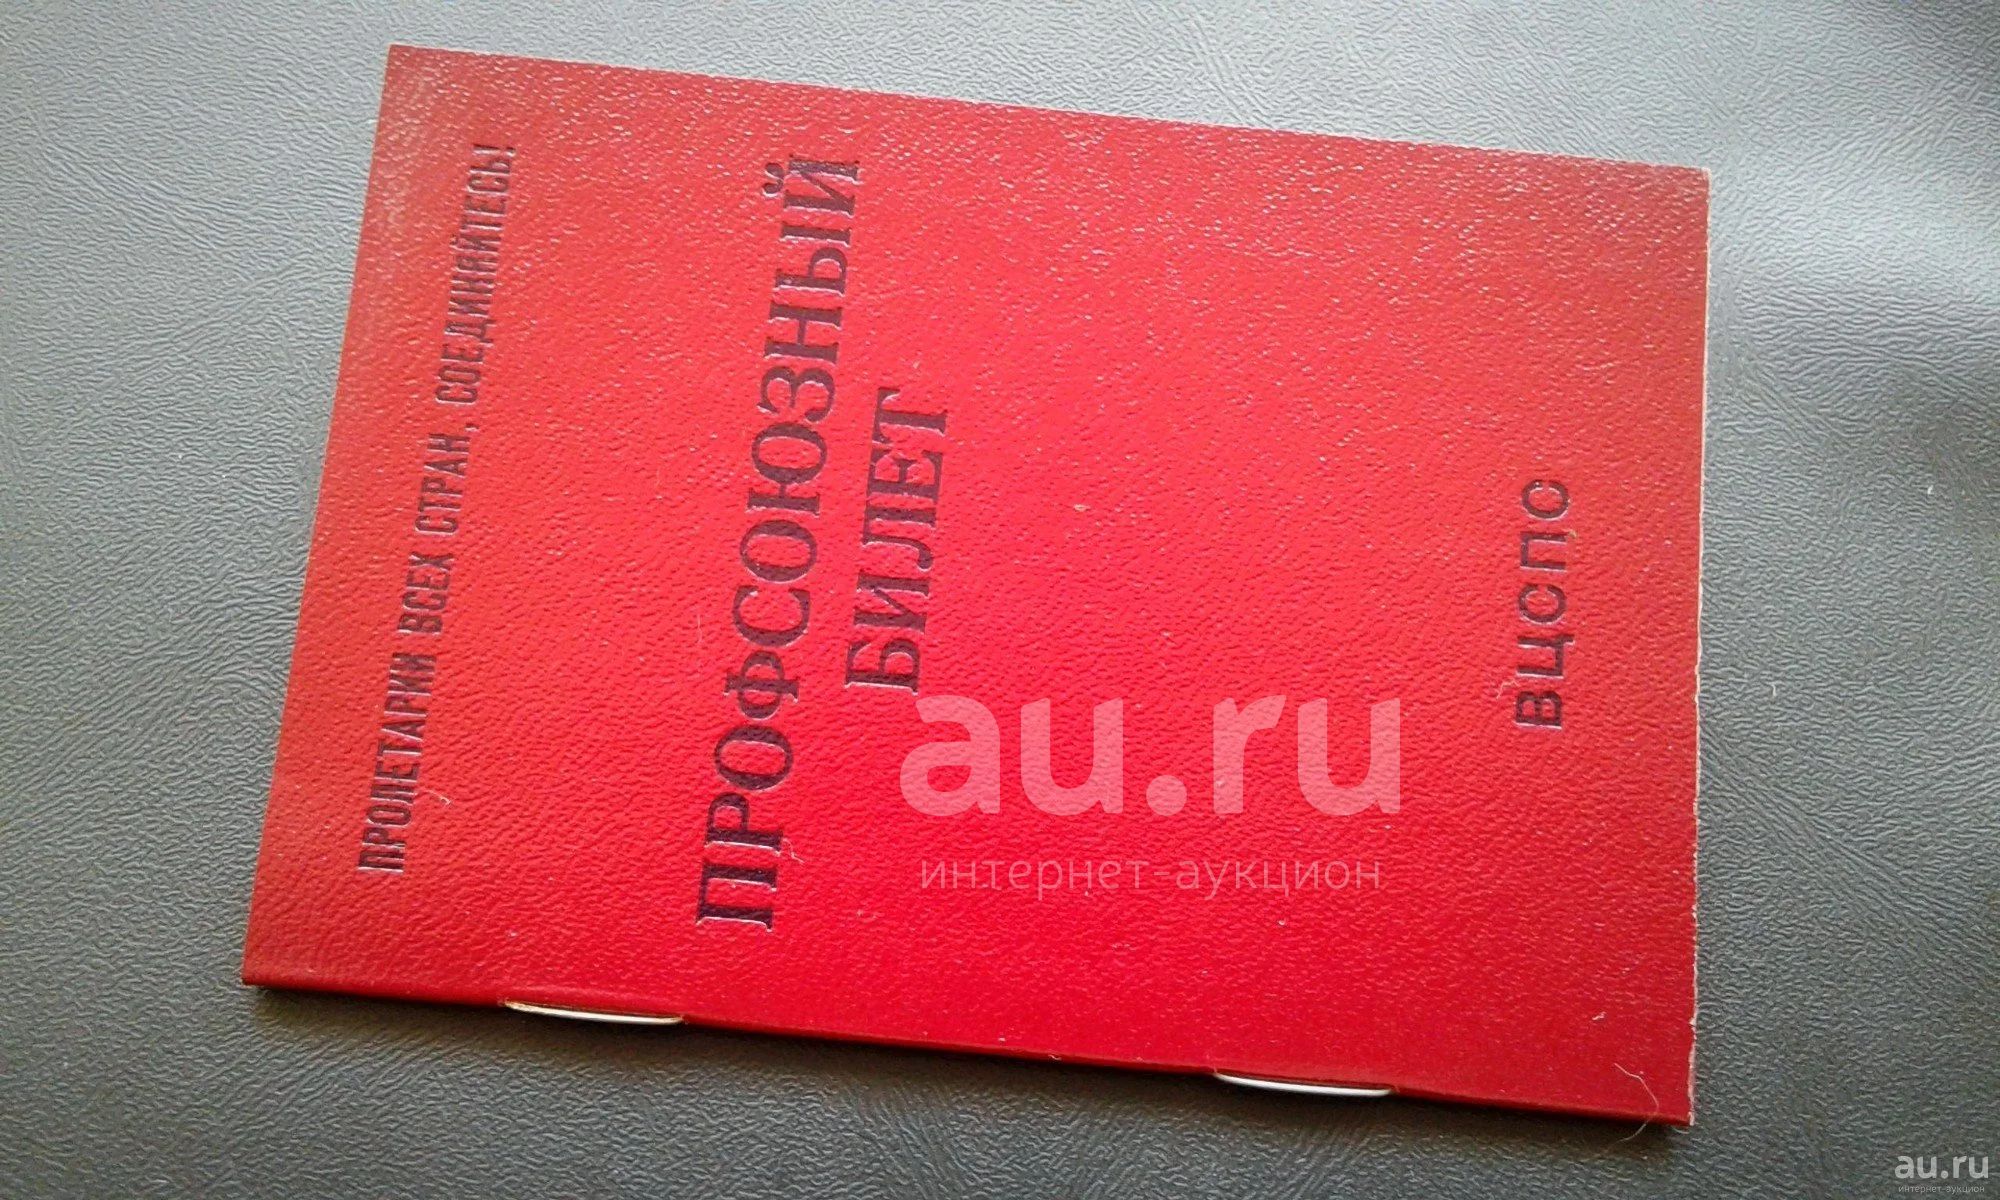 ПРОЛЕТАРИИ ВСЕХ СТРАН, СОЕДИНЯЙТЕСЬ!
ПРОФСОЮЗНЫЙ
БИЛЕТ
ВЦСПС
au.ru
интернет-аукцион
au.ru
интернет-аукцион